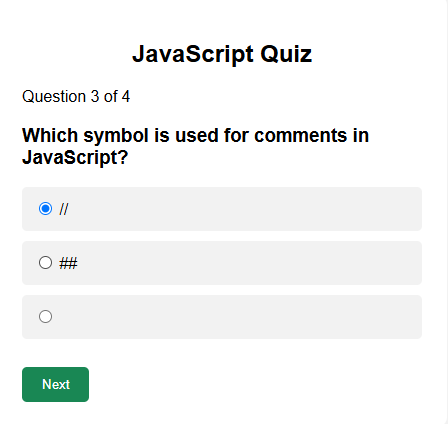 JavaScript Quiz
Question 3 of 4
Which symbol is used for comments in
JavaScript?
//
##
Next